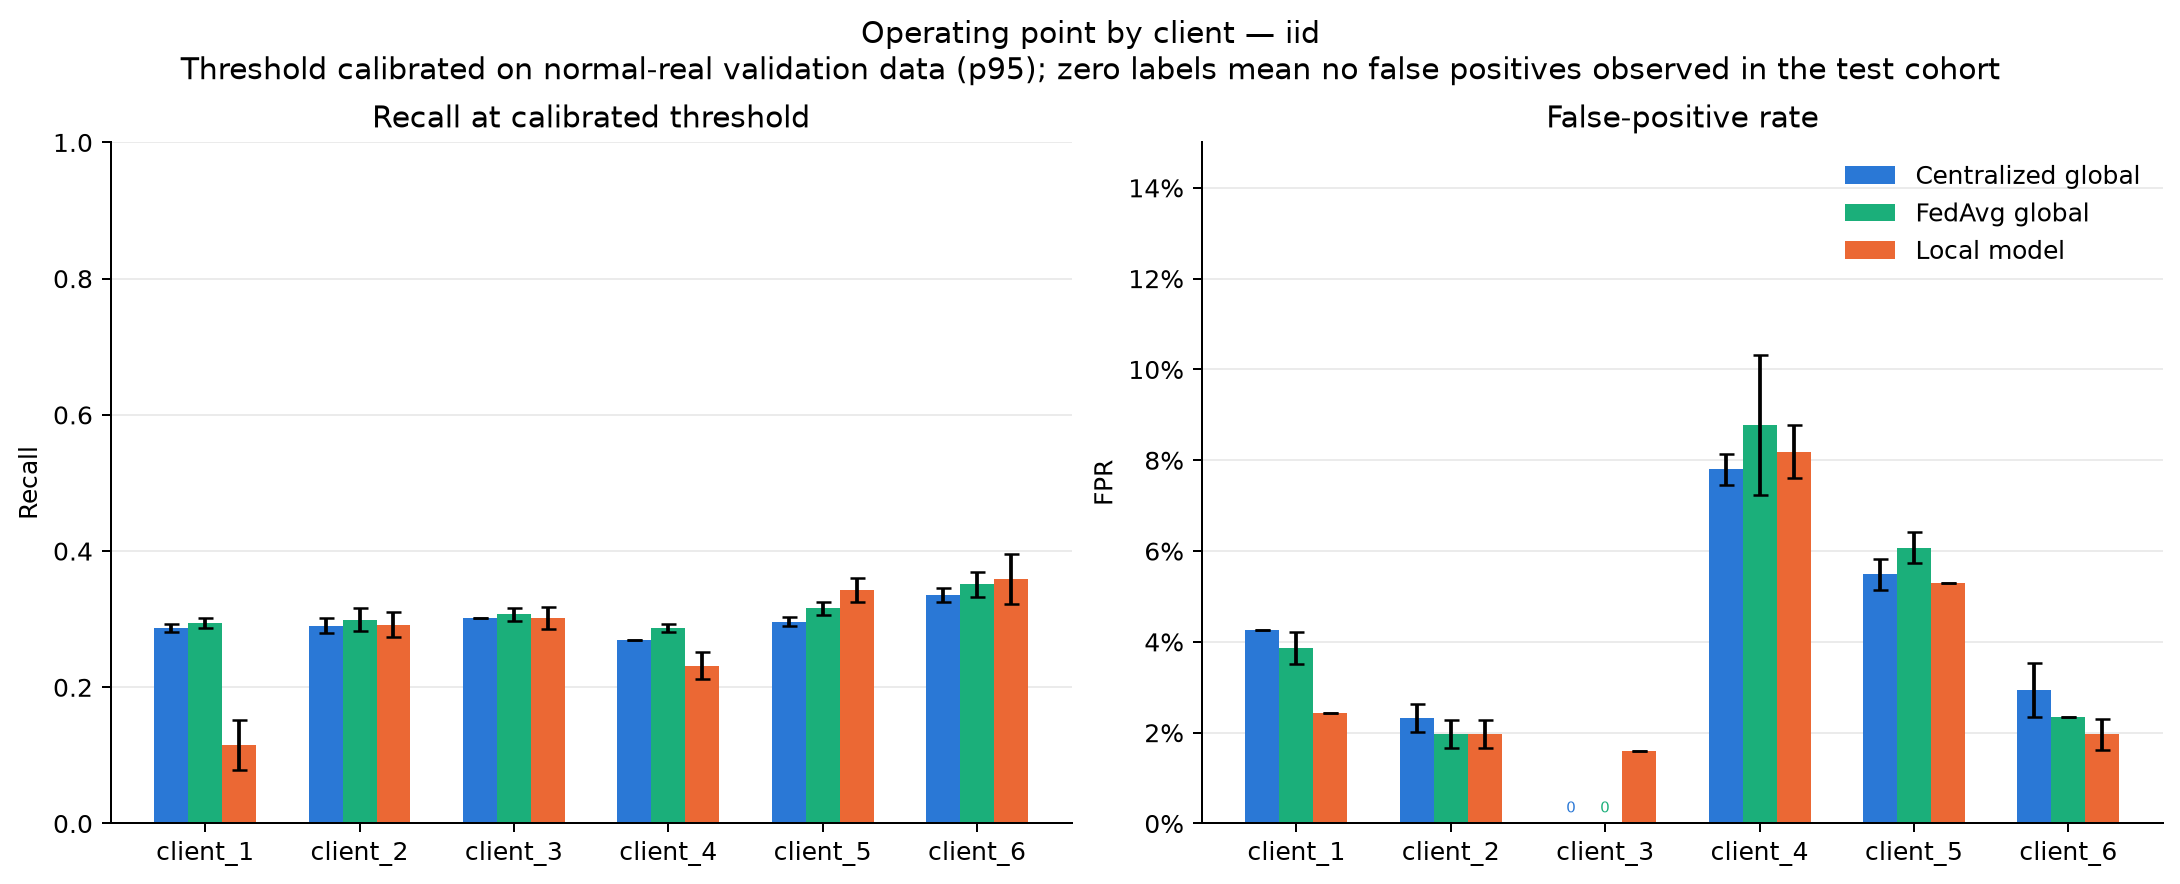 Operating point by client — iid
Threshold calibrated on normal-real validation data (p95); zero labels mean no false positives observed in the test cohort
Recall at calibrated threshold
1.0
0.8
0.6
0.4
0.2
0.0
Recall
client_1 client_2 client_3 client_4 client_5 client_6
False-positive rate
14%
12%
10%
8%
6%
4%
2%
0%
FPR
Centralized global
FedAvg global
Local model
0 0
client_1 client_2 client_3 client_4 client_5 client_6